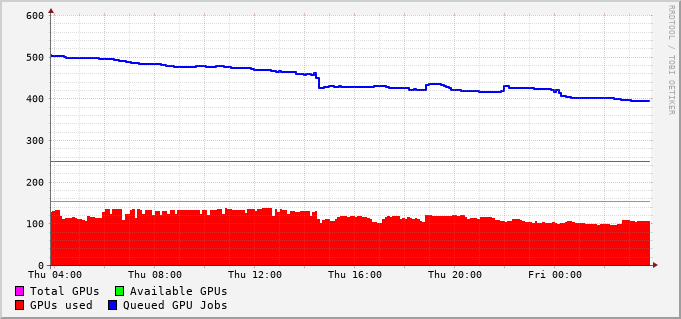 600
500
400
300
200
100
0
Thu 04:00 Thu 08:00 Thu 12:00 Thu 16:00 Thu 20:00 Fri 00:00
Total GPUs Available GPUs
GPUs used Queued GPU Jobs
RRDTOOL / TOBI OETIKER